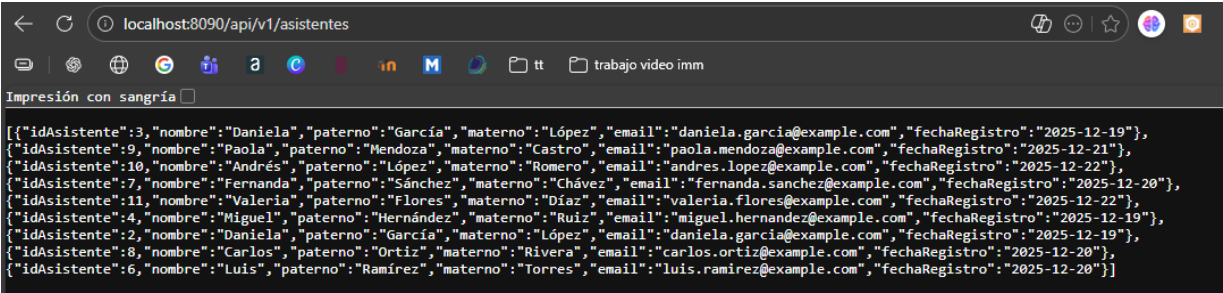 localhost:8090/api/v1/asistentes
a C in M tt trabajo video imm
Impresión con sangría
[{"idAsistente":3,"nombre":"Daniela","paterno":"García","materno":"López","email":"daniela.garcia@example.com","fechaRegistro":"2025-12-19"},
{"idAsistente":9,"nombre":"Paola","paterno":"Mendoza","materno":"Castro","email":"paola.mendoza@example.com","fechaRegistro":"2025-12-21"},
{"idAsistente":10,"nombre":"Andrés","paterno":"López","materno":"Romero","email":"andres.lopez@example.com","fechaRegistro":"2025-12-22"},
{"idAsistente":7,"nombre":"Fernanda","paterno":"Sánchez","materno":"Chávez","email":"fernanda.sanchez@example.com","fechaRegistro":"2025-12-20"},
{"idAsistente":11,"nombre":"Valeria","paterno":"Flores","materno":"Díaz","email":"valeria.flores@example.com","fechaRegistro":"2025-12-22"},
{"idAsistente":4,"nombre":"Miguel","paterno":"Hernández","materno":"Ruiz","email":"miguel.hernandez@example.com","fechaRegistro":"2025-12-19"},
{"idAsistente":2,"nombre":"Daniela","paterno":"García","materno":"López","email":"daniela.garcia@example.com","fechaRegistro":"2025-12-19"},
{"idAsistente":8,"nombre":"Carlos","paterno":"Ortiz","materno":"Rivera","email":"carlos.ortiz@example.com","fechaRegistro":"2025-12-20"},
{"idAsistente":6,"nombre":"Luis","paterno":"Ramírez","materno":"Torres","email":"luis.ramirez@example.com","fechaRegistro":"2025-12-20"}]